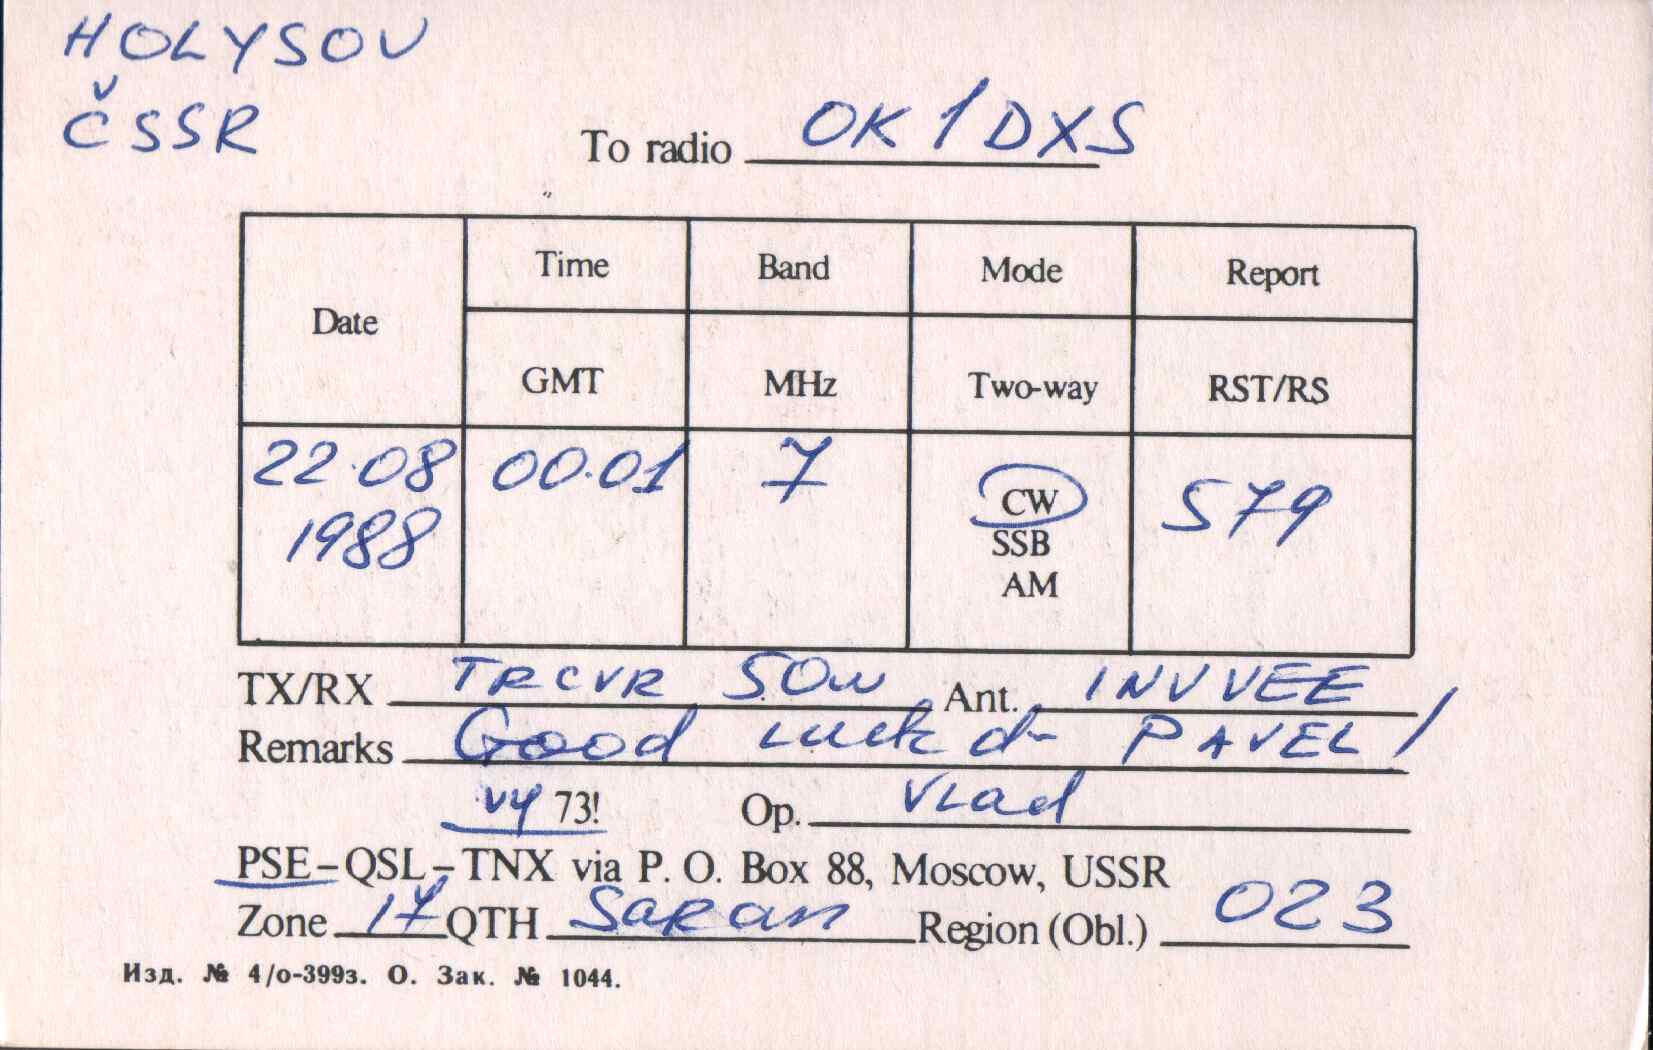 HOLYSOV
ČSSR
To radio OK1DXS
Date Time Band Mode Report
GMT MHz Two-way RST/RS
22.08 1988 00.01 7 CW SSB AM 579
TX/RX TRCVR 50w Ant. INVVEE
Remarks Good luck dr PAVEL!
vy 73! Op. Vlad
PSE-QSL-TNX via P. O. Box 88, Moscow, USSR
Zone 17 QTH Saran Region (Obl.) 023
Изд. № 4/о-399з. О. Зак. № 1044.